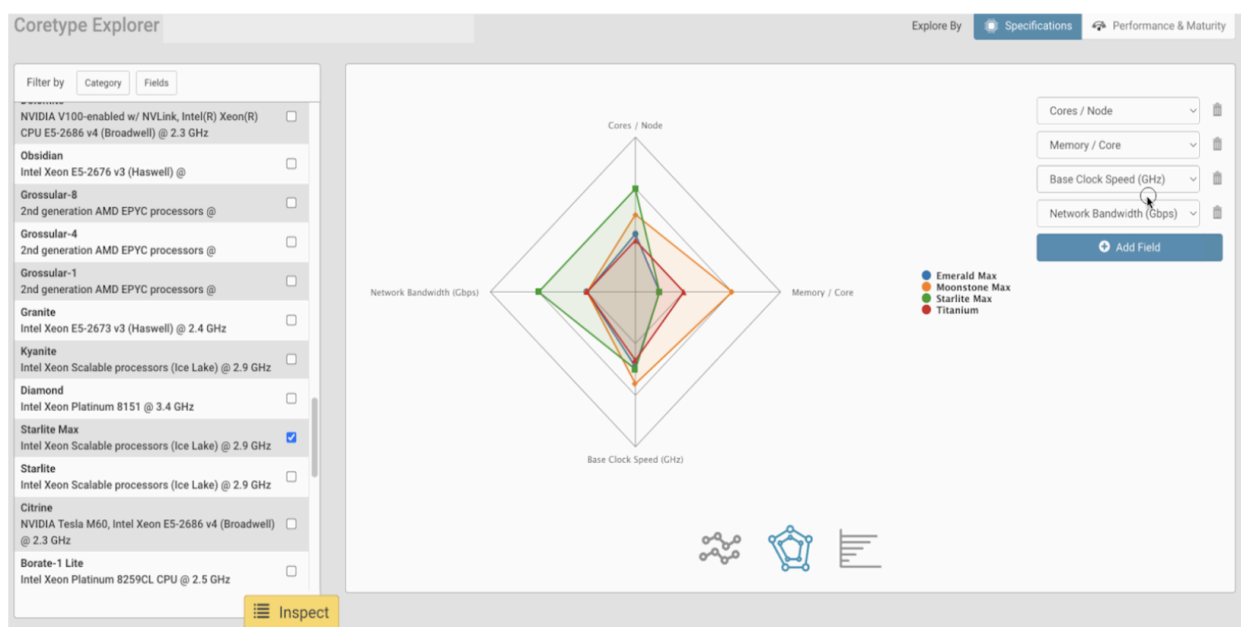 Coretype Explorer
Explore By
Specifications
Performance & Maturity
Filter by
Category
Fields
NVIDIA V100-enabled w/ NVLink, Intel(R) Xeon(R)
CPU E5-2686 v4 (Broadwell) @ 2.3 GHz
Obsidian
Intel Xeon E5-2676 v3 (Haswell) @
Grossular-8
2nd generation AMD EPYC processors @
Grossular-4
2nd generation AMD EPYC processors @
Grossular-1
2nd generation AMD EPYC processors @
Granite
Intel Xeon E5-2673 v3 (Haswell) @ 2.4 GHz
Kyanite
Intel Xeon Scalable processors (Ice Lake) @ 2.9 GHz
Diamond
Intel Xeon Platinum 8151 @ 3.4 GHz
Starlite Max
Intel Xeon Scalable processors (Ice Lake) @ 2.9 GHz
Starlite
Intel Xeon Scalable processors (Ice Lake) @ 2.9 GHz
Citrine
NVIDIA Tesla M60, Intel Xeon E5-2686 v4 (Broadwell)
@ 2.3 GHz
Borate-1 Lite
Intel Xeon Platinum 8259CL CPU @ 2.5 GHz
Inspect
Cores / Node
Network Bandwidth (Gbps)
Memory / Core
Base Clock Speed (GHz)
Cores / Node
Memory / Core
Base Clock Speed (GHz)
Network Bandwidth (Gbps)
Add Field
Emerald Max
Moonstone Max
Starlite Max
Titanium